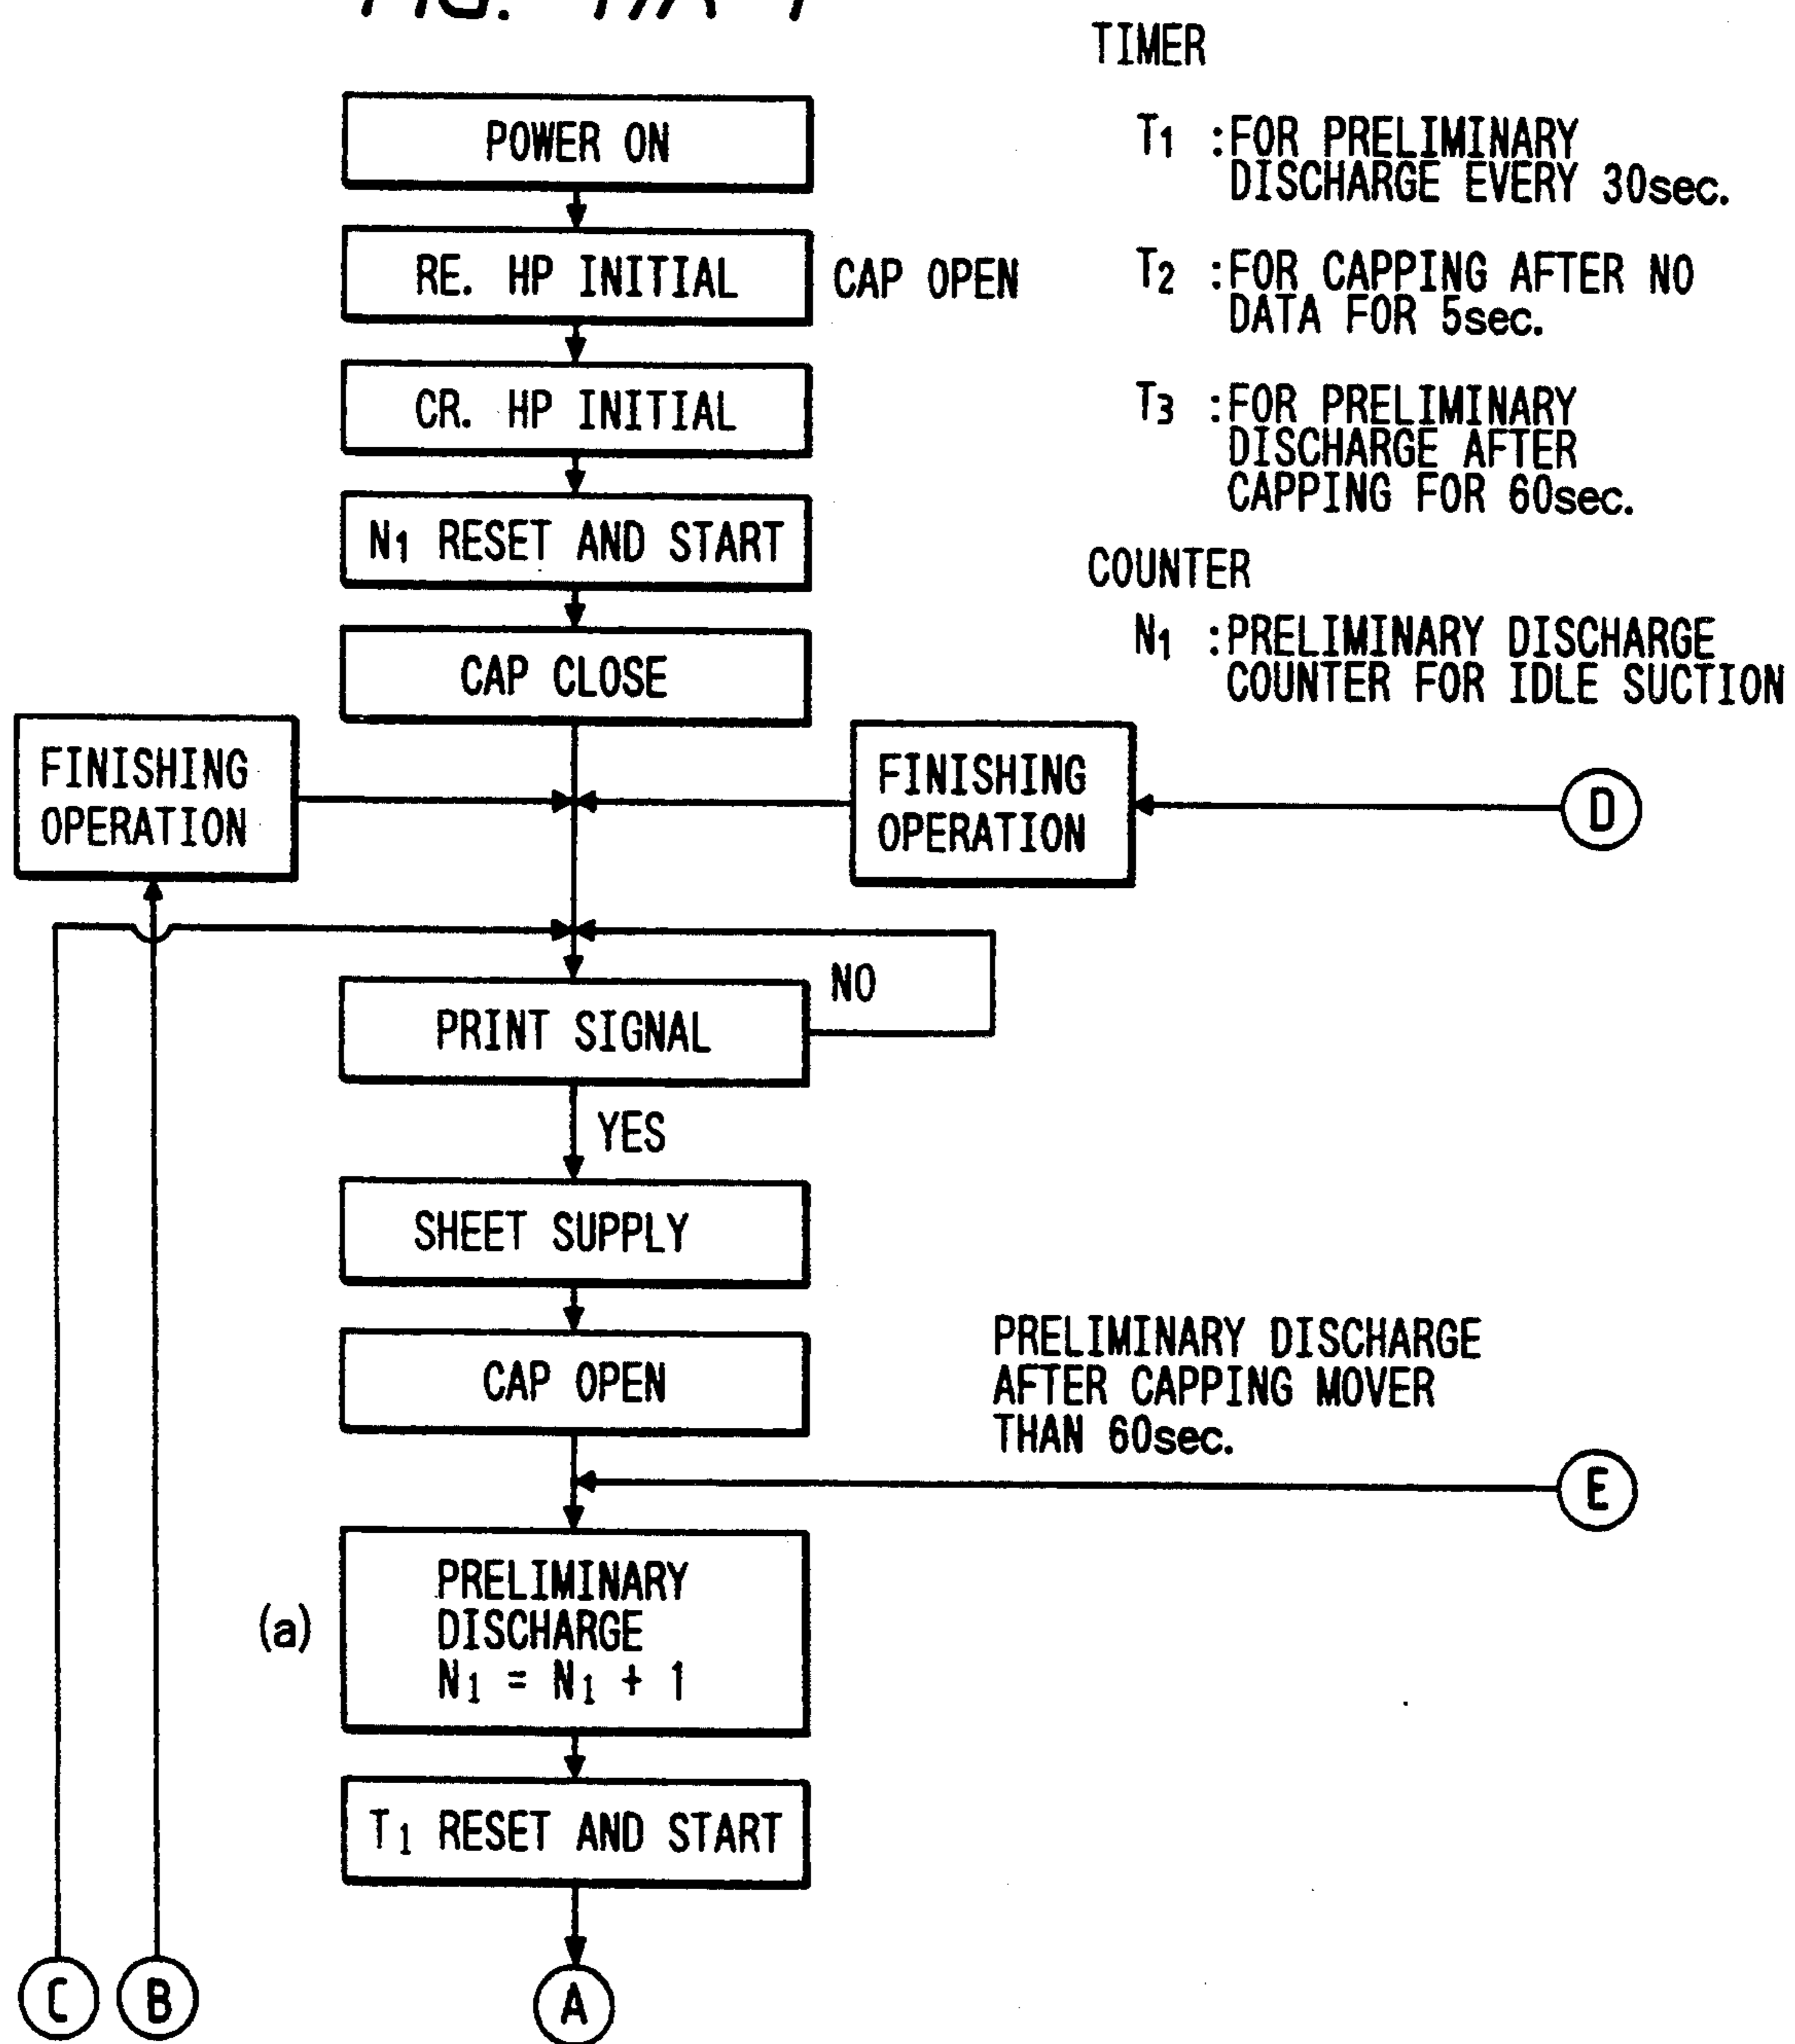 FIG.
TIMER
POWER ON
T1 :FOR PRELIMINARY
DISCHARGE EVERY 30sec.
RE. HP INITIAL
CAP OPEN
T2 :FOR CAPPING AFTER NO
DATA FOR 5sec.
CR. HP INITIAL
T3 :FOR PRELIMINARY
DISCHARGE AFTER
CAPPING FOR 60sec.
N1 RESET AND START
COUNTER
N1 :PRELIMINARY DISCHARGE
COUNTER FOR IDLE SUCTION
CAP CLOSE
FINISHING
OPERATION
FINISHING
OPERATION
D
NO
PRINT SIGNAL
YES
SHEET SUPPLY
CAP OPEN
PRELIMINARY DISCHARGE
AFTER CAPPING MOVER
THAN 60sec.
E
(a)
PRELIMINARY
DISCHARGE
N1 = N1 + 1
T1 RESET AND START
C
B
A